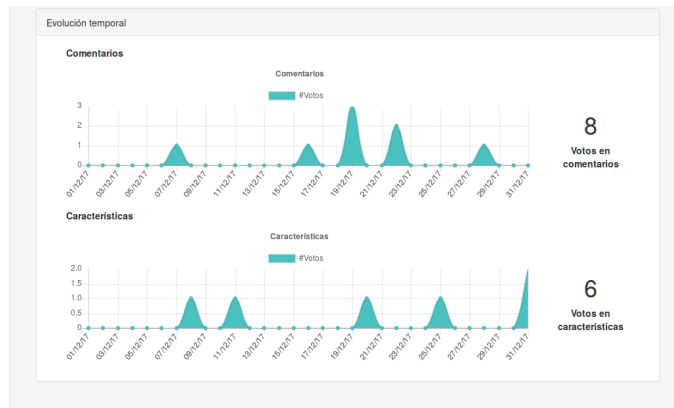 Evolución temporal
Comentarios
Comentarios
#Votos
3
2
1
0
01/12/17 03/12/17 05/12/17 07/12/17 09/12/17 11/12/17 13/12/17 15/12/17 17/12/17 19/12/17 21/12/17 23/12/17 25/12/17 27/12/17 29/12/17 31/12/17
8
Votos en
comentarios
Características
Características
#Votos
2.0
1.5
1.0
0.5
0
01/12/17 03/12/17 05/12/17 07/12/17 09/12/17 11/12/17 13/12/17 15/12/17 17/12/17 19/12/17 21/12/17 23/12/17 25/12/17 27/12/17 29/12/17 31/12/17
6
Votos en
características